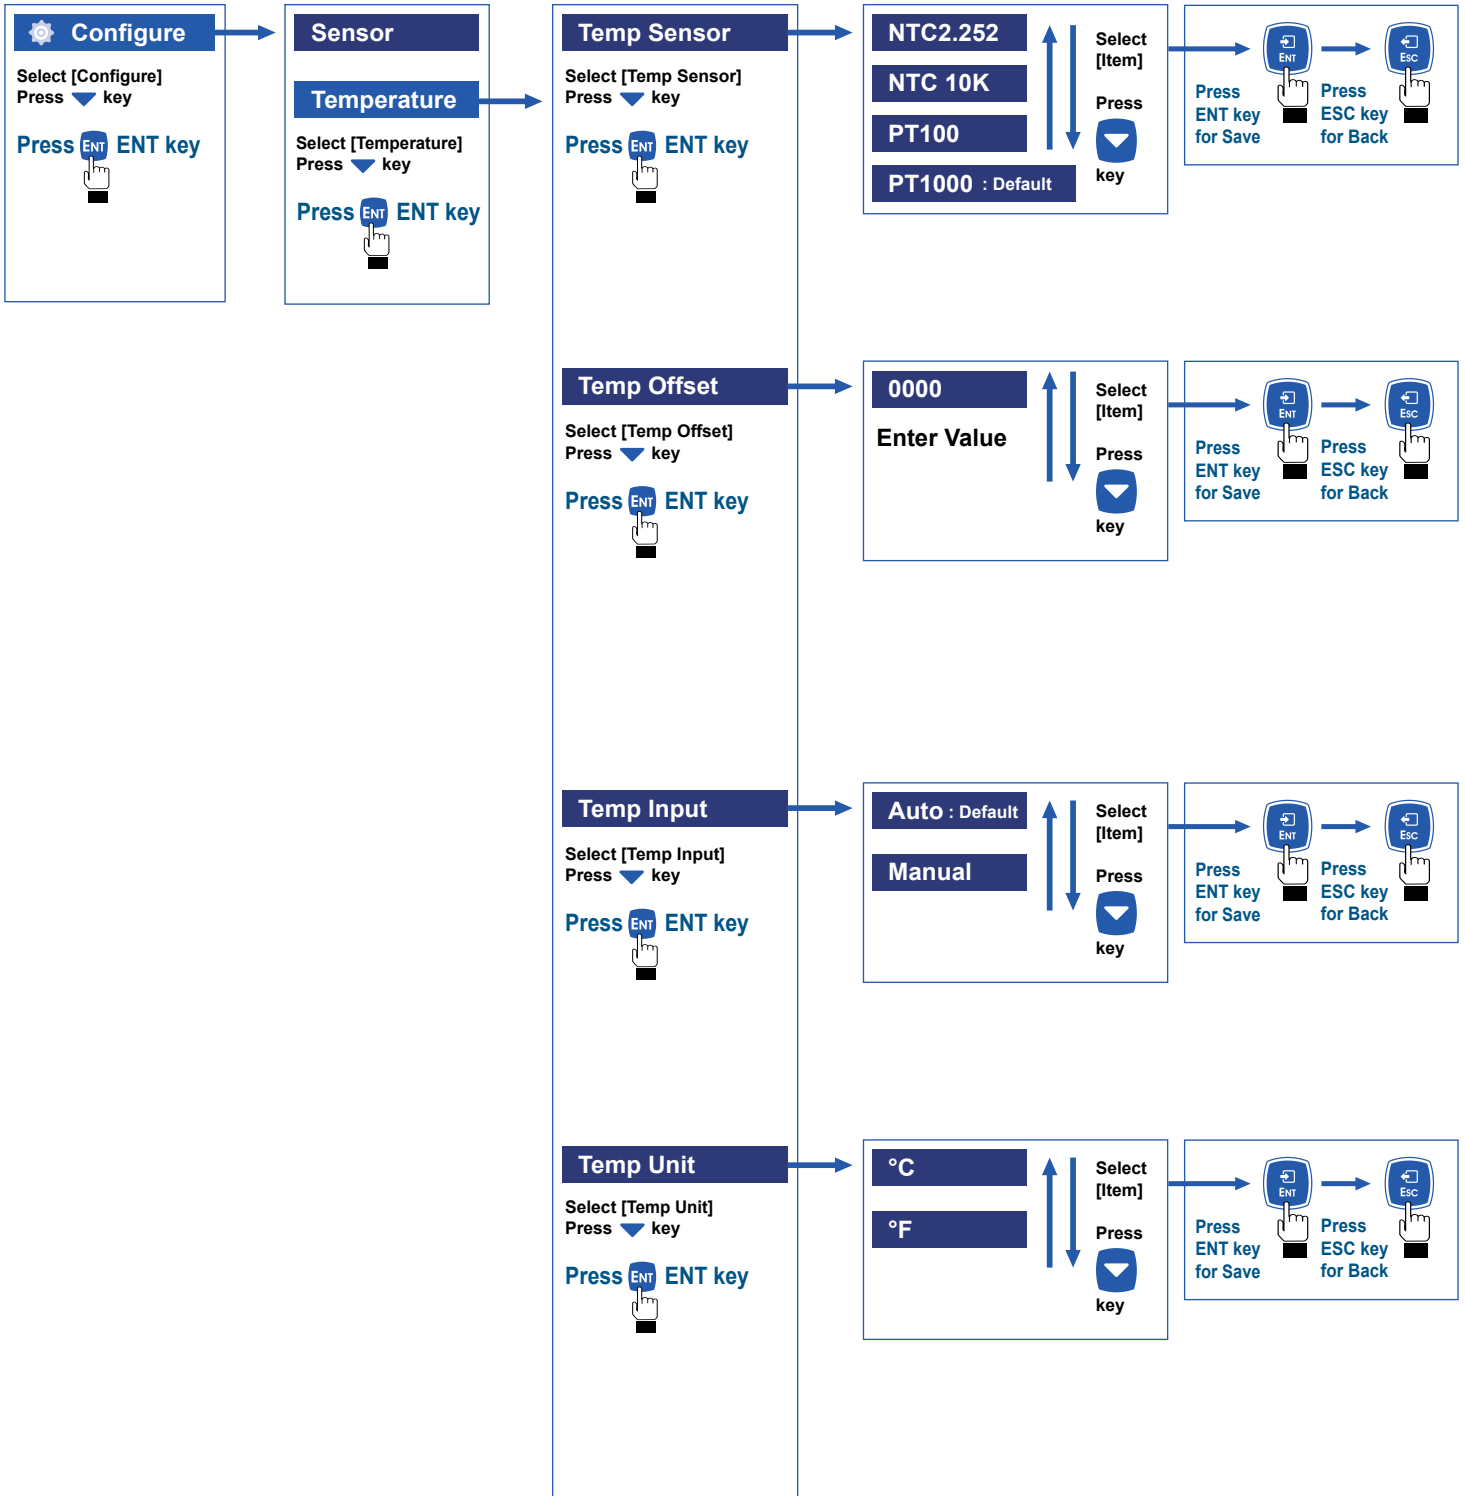 Configure
Select [Configure]
Press key
Press ENT ENT key
Sensor
Temperature
Select [Temperature]
Press key
Press ENT ENT key
Temp Sensor
Select [Temp Sensor]
Press key
Press ENT ENT key
NTC2.252
NTC 10K
PT100
PT1000 : Default
Select
[Item]
Press
key
ENT
Press
ENT key
for Save
ESC
Press
ESC key
for Back
Temp Offset
Select [Temp Offset]
Press key
Press ENT ENT key
0000
Enter Value
Select
[Item]
Press
key
ENT
Press
ENT key
for Save
ESC
Press
ESC key
for Back
Temp Input
Select [Temp Input]
Press key
Press ENT ENT key
Auto : Default
Manual
Select
[Item]
Press
key
ENT
Press
ENT key
for Save
ESC
Press
ESC key
for Back
Temp Unit
Select [Temp Unit]
Press key
Press ENT ENT key
°C
°F
Select
[Item]
Press
key
ENT
Press
ENT key
for Save
ESC
Press
ESC key
for Back